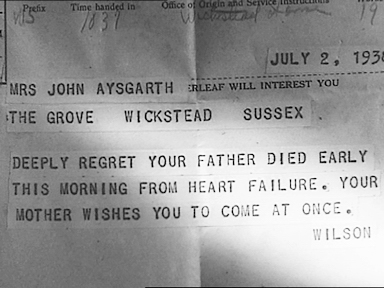 Prefix Time handed in Office of Origin and Service Instructions
1837 Wickstead
JULY 2, 193
MRS JOHN AYSGARTH ERLEAF WILL INTEREST YOU
THE GROVE WICKSTEAD SUSSEX
DEEPLY REGRET YOUR FATHER DIED EARLY
THIS MORNING FROM HEART FAILURE. YOUR
MOTHER WISHES YOU TO COME AT ONCE.
WILSON